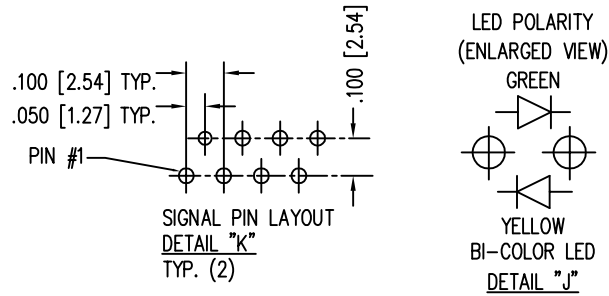 .100 [2.54] TYP.
.050 [1.27] TYP.
PIN #1
.100 [2.54]
SIGNAL PIN LAYOUT
DETAIL "K"
TYP. (2)
LED POLARITY
(ENLARGED VIEW)
GREEN
YELLOW
BI-COLOR LED
DETAIL "J"